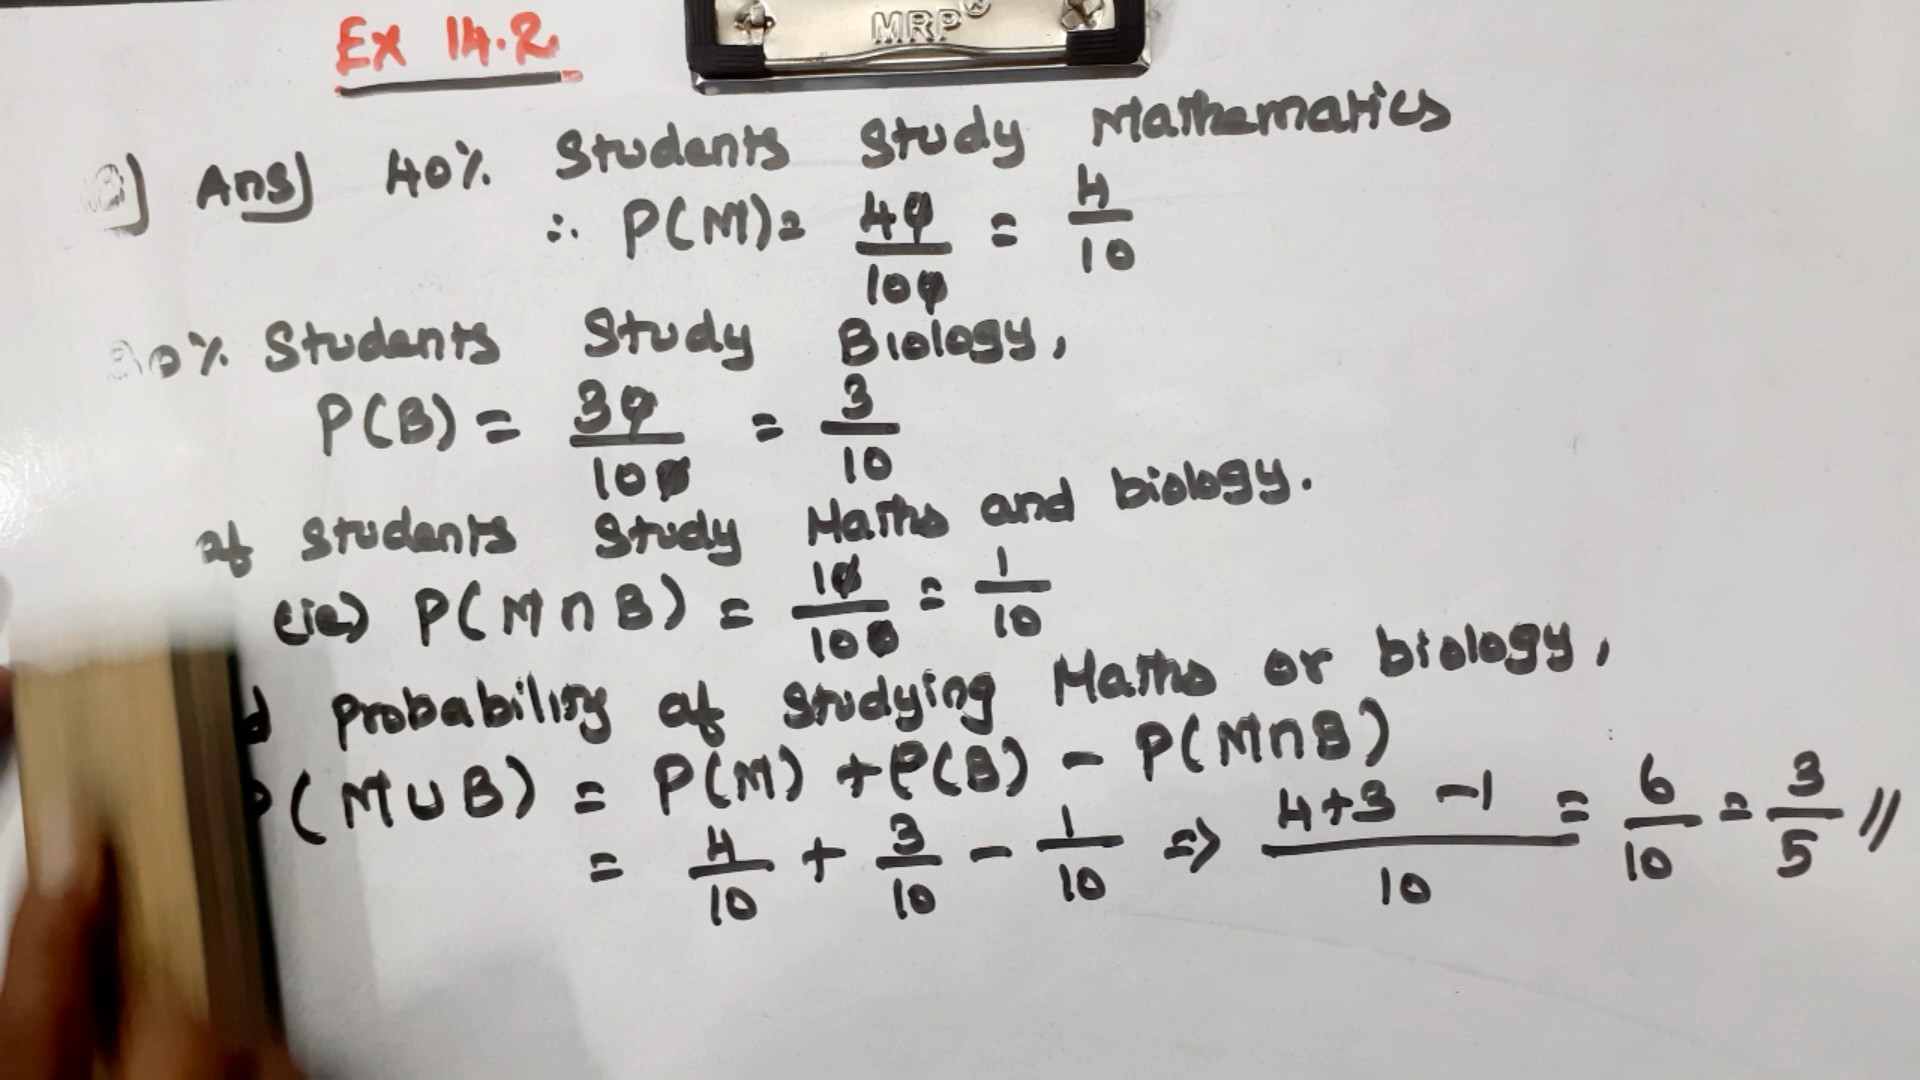 Ex 14.2
MRP
Ans) 40% Students Study Mathematics
∴ P(M) = 40/100 = 4/10
0% Students Study Biology,
P(B) = 30/100 = 3/10
of Students Study Maths and biology.
(ie) P(M ∩ B) = 10/100 = 1/10
d Probability of Studying Maths or biology,
P(M ∪ B) = P(M) + P(B) - P(M∩B)
= 4/10 + 3/10 - 1/10 => 4+3-1/10 = 6/10 = 3/5 //